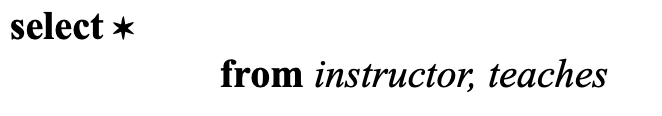 select *
from instructor, teaches